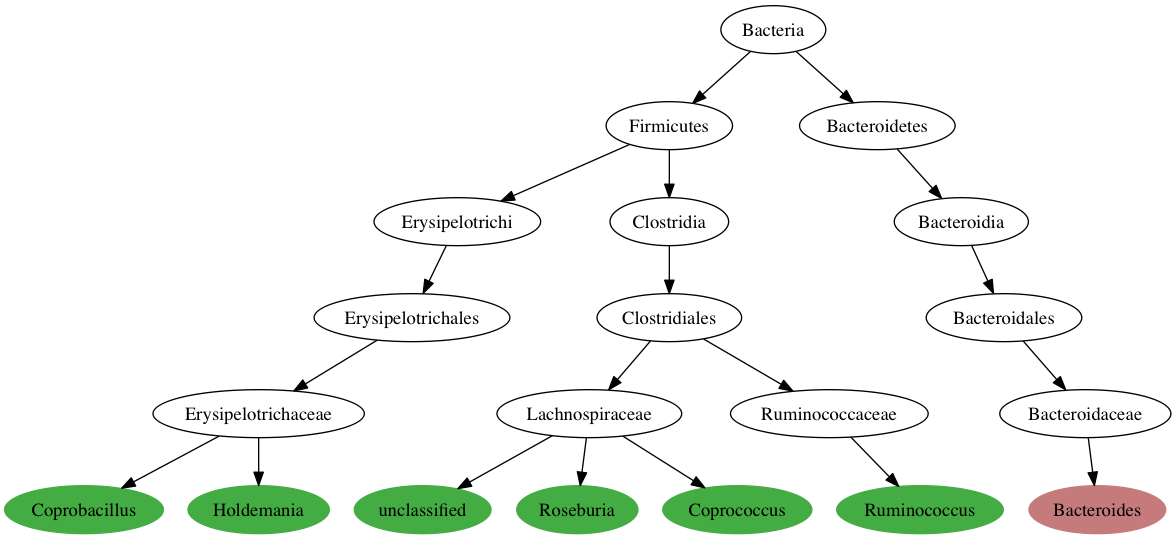 Bacteria
Firmicutes
Bacteroidetes
Erysipelotrichi
Clostridia
Bacteroidia
Erysipelotrichales
Clostridiales
Bacteroidales
Erysipelotrichaceae
Lachnospiraceae
Ruminococcaceae
Bacteroidaceae
Coprobacillus
Holdemania
unclassified
Roseburia
Coprococcus
Ruminococcus
Bacteroides